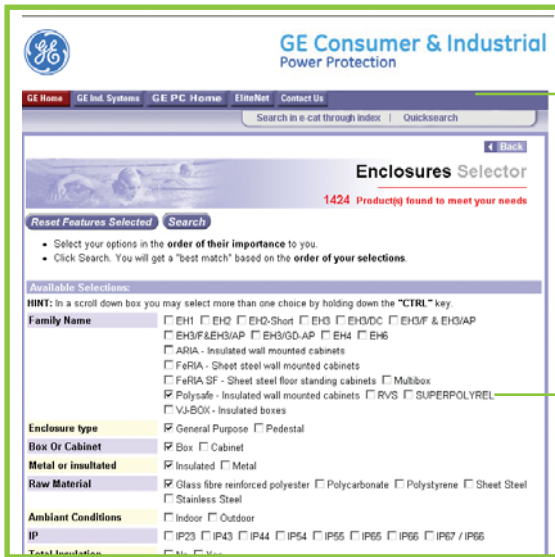 GE Consumer & Industrial
Power Protection
GE Home GE Ind. Systems GE PC Home EliteNet Contact Us
Search in e-cat through index | Quicksearch
Back
Enclosures Selector
1424 Product(s) found to meet your needs
Reset Features Selected Search
• Select your options in the order of their importance to you.
• Click Search. You will get a "best match" based on the order of your selections.
Available Selections:
HINT: In a scroll down box you may select more than one choice by holding down the "CTRL" key.
Family Name EH1 EH2 EH2-Short EH3 EH3/DC EH3/F & EH3/AP
EH3/F&EH3/AP EH3/GD-AP EH4 EH6
ARIA - Insulated wall mounted cabinets
FeRIA - Sheet steel wall mounted cabinets
FeRIA SF - Sheet steel floor standing cabinets Multibox
Polysafe - Insulated wall mounted cabinets RVS SUPERPOLYREL
VJ-BOX - Insulated boxes
Enclosure type General Purpose Pedestal
Box Or Cabinet Box Cabinet
Metal or insultated Insulated Metal
Raw Material Glass fibre reinforced polyester Polycarbonate Polystyrene Sheet Steel
Stainless Steel
Ambiant Conditions Indoor Outdoor
IP IP23 IP43 IP44 IP54 IP55 IP65 IP66 IP67 / IP66
Total Insulation No Yes